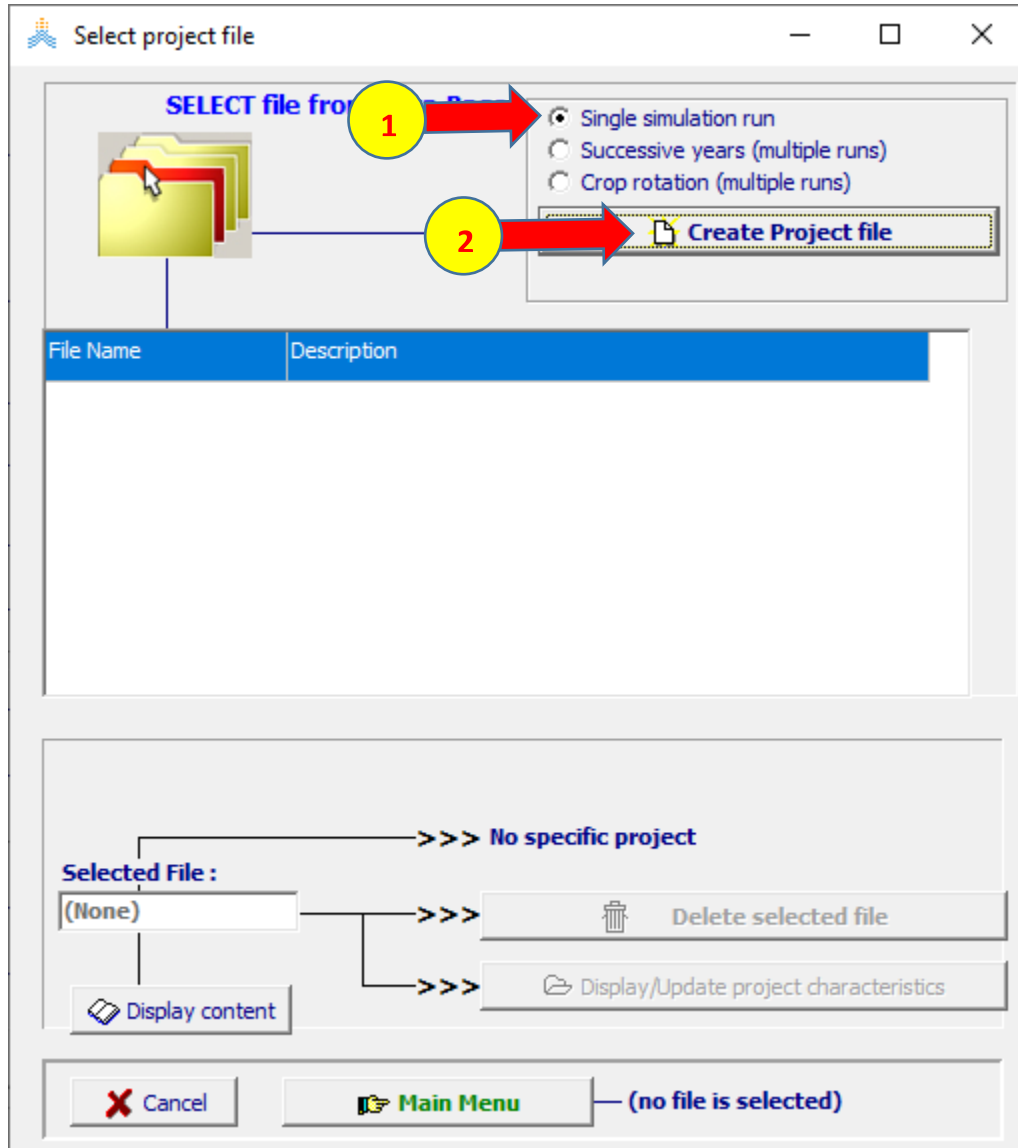 Select project file
SELECT file from
1
Single simulation run
Successive years (multiple runs)
Crop rotation (multiple runs)
2
Create Project file
File Name Description
>>> No specific project
Selected File :
(None)
>>> Delete selected file
>>> Display/Update project characteristics
Display content
Cancel Main Menu (no file is selected)